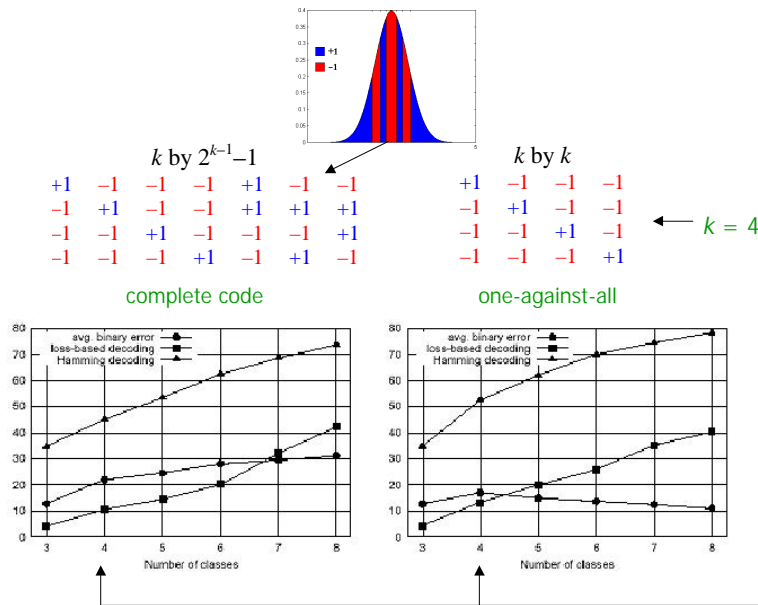 0.4
0.35
+1
0.3
-1
0.25
0.2
0.15
0.1
0.05
0
5
k by 2^{k–1}–1
+1 –1 –1 –1 +1 –1 –1
–1 +1 –1 –1 +1 +1 +1
–1 –1 +1 –1 –1 –1 +1
–1 –1 –1 +1 –1 +1 –1
complete code
k by k
+1 –1 –1 –1
–1 +1 –1 –1
–1 –1 +1 –1
–1 –1 –1 +1
one-against-all
k = 4
80
70
60
50
40
30
20
10
0
avg. binary error
loss-based decoding
Hamming decoding
3 4 5 6 7 8
Number of classes
80
70
60
50
40
30
20
10
0
avg. binary error
loss-based decoding
Hamming decoding
3 4 5 6 7 8
Number of classes